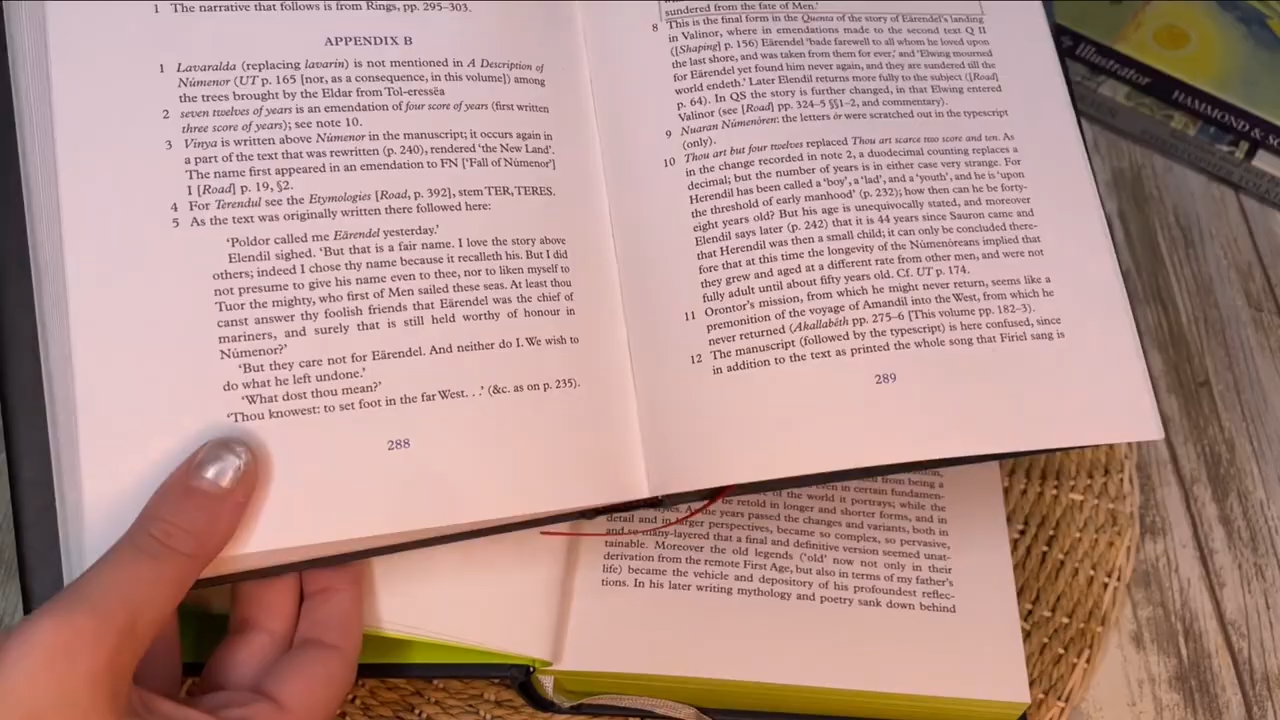 1 The narrative that follows is from Rings, pp. 295–303.
APPENDIX B
1 Lavaralda (replacing lavarin) is not mentioned in A Description of
Númenor (UT p. 165 [nor, as a consequence, in this volume]) among
the trees brought by the Eldar from Tol-eressëa
2 seven twelves of years is an emendation of four score of years (first written
three score of years); see note 10.
3 Vinya is written above Númenor in the manuscript; it occurs again in
a part of the text that was rewritten (p. 240), rendered ‘the New Land’.
The name first appeared in an emendation to FN [‘Fall of Númenor’]
I [Road] p. 19, §2.
4 For Terendul see the Etymologies [Road, p. 392], stem TER, TERES.
5 As the text was originally written there followed here:
‘Poldor called me Eärendel yesterday.’
Elendil sighed. ‘But that is a fair name. I love the story above
others; indeed I chose thy name because it recalleth his. But I did
not presume to give his name even to thee, nor to liken myself to
Tuor the mighty, who first of Men sailed these seas. At least thou
canst answer thy foolish friends that Eärendel was the chief of
mariners, and surely that is still held worthy of honour in
Númenor?’
‘But they care not for Eärendel. And neither do I. We wish to
do what he left undone.’
‘What dost thou mean?’
‘Thou knowest: to set foot in the far West. . .’ (&c. as on p. 235).
288
sundered from the fate of Men.’
8 This is the final form in the Quenta of the story of Eärendel’s landing
in Valinor, where in emendations made to the second text Q II
([Shaping] p. 156) Eärendel ‘bade farewell to all whom he loved upon
the last shore, and was taken from them for ever,’ and ‘Elwing mourned
for Eärendel yet found him never again, and they are sundered till the
world endeth.’ Later Elendil returns more fully to the subject ([Road]
p. 64). In QS the story is further changed, in that Elwing entered
Valinor (see [Road] pp. 324–5 §§1–2, and commentary).
9 Nuaran Númenóren: the letters ór were scratched out in the typescript
(only).
10 Thou art but four twelves replaced Thou art scarce two score and ten. As
in the change recorded in note 2, a duodecimal counting replaces a
decimal; but the number of years is in either case very strange. For
Herendil has been called a ‘boy’, a ‘lad’, and a ‘youth’, and he is ‘upon
the threshold of early manhood’ (p. 232); how then can he be forty-
eight years old? But his age is unequivocally stated, and moreover
Elendil says later (p. 242) that it is 44 years since Sauron came and
that Herendil was then a small child; it can only be concluded there-
fore that at this time the longevity of the Númenóreans implied that
they grew and aged at a different rate from other men, and were not
fully adult until about fifty years old. Cf. UT p. 174.
11 Orontor’s mission, from which he might never return, seems like a
premonition of the voyage of Amandil into the West, from which he
never returned (Akallabêth pp. 275–6 [This volume pp. 182–3).
12 The manuscript (followed by the typescript) is here confused, since
in addition to the text as printed the whole song that Fíriel sang is
289
from being a
even in certain fundamen-
of the world it portrays; while the
be retold in longer and shorter forms, and in
styles. As the years passed the changes and variants, both in
detail and in larger perspectives, became so complex, so pervasive,
and so many-layered that a final and definitive version seemed unat-
tainable. Moreover the old legends (‘old’ now not only in their
derivation from the remote First Age, but also in terms of my father’s
life) became the vehicle and depository of his profoundest reflec-
tions. In his later writing mythology and poetry sank down behind
Illustrator HAMMOND & SC